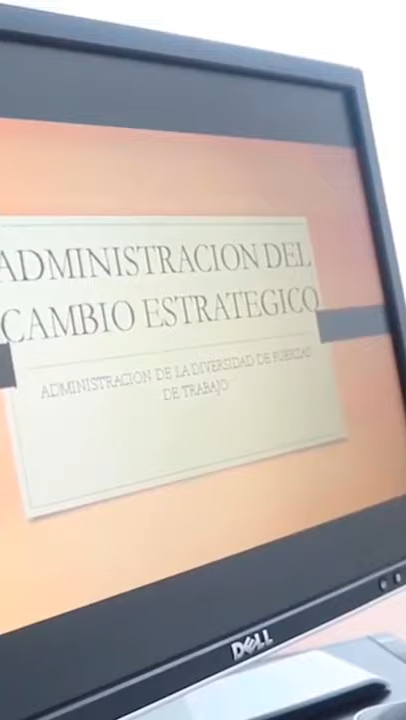 ADMINISTRACION DEL
CAMBIO ESTRATEGICO
ADMINISTRACION DE LA DIVERSIDAD DE FUERZAS
DE TRABAJO
DELL